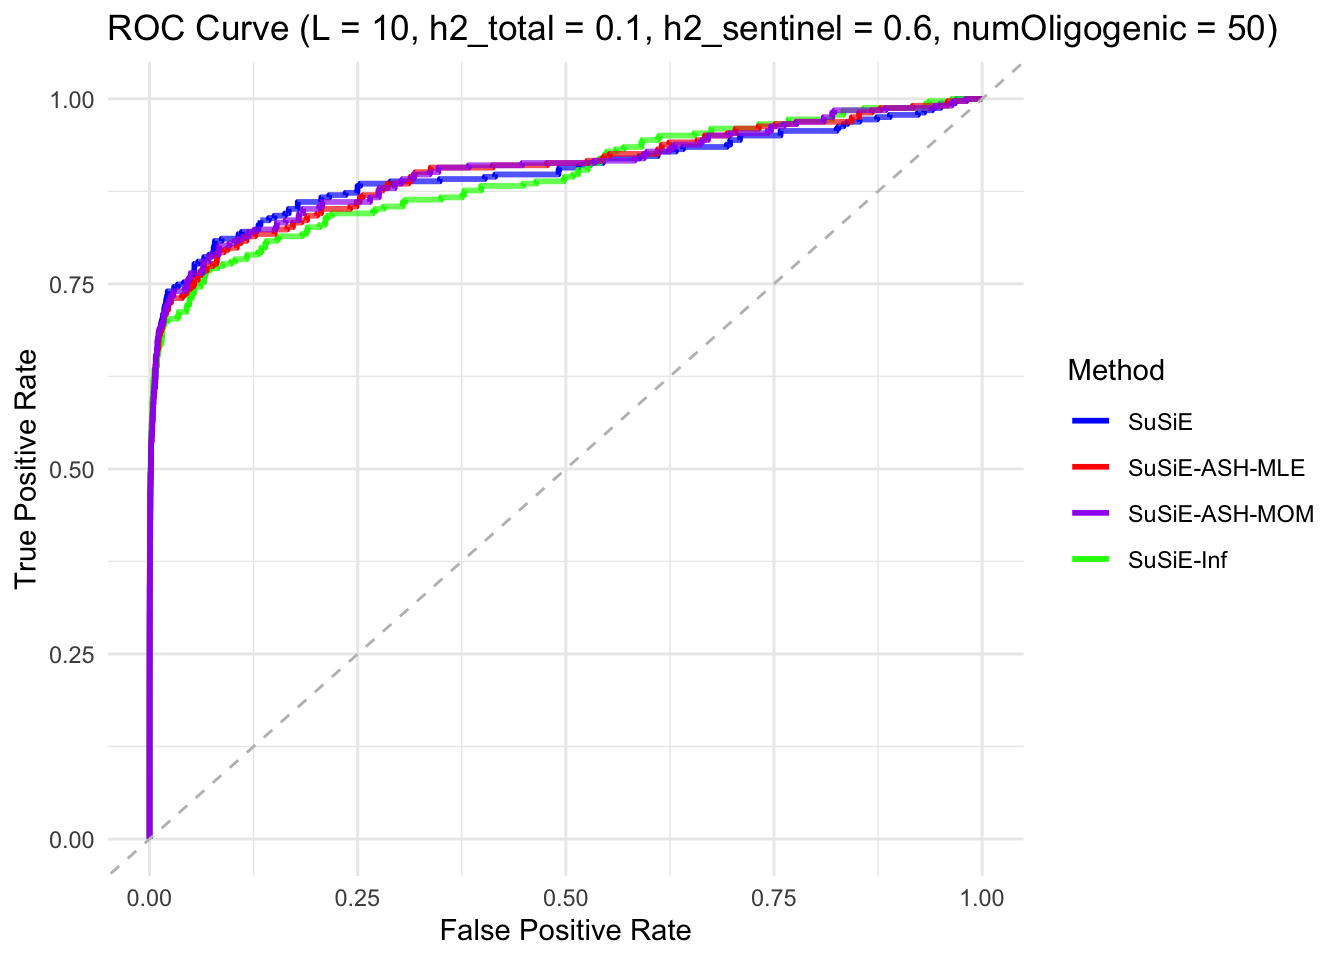 ROC Curve (L = 10, h2_total = 0.1, h2_sentinel = 0.6, numOligogenic = 50)
1.00
0.75
0.50
0.25
0.00
True Positive Rate
0.00 0.25 0.50 0.75 1.00
False Positive Rate
Method
SuSiE
SuSiE-ASH-MLE
SuSiE-ASH-MOM
SuSiE-Inf